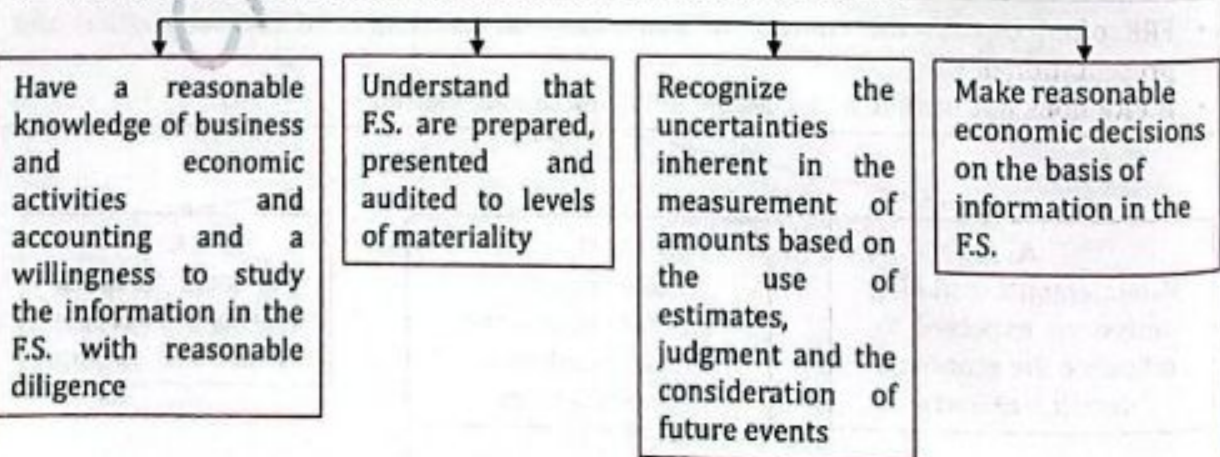 Have a reasonable
knowledge of business
and economic
activities and
accounting and a
willingness to study
the information in the
F.S. with reasonable
diligence
Understand that
F.S. are prepared,
presented and
audited to levels
of materiality
Recognize the
uncertainties
inherent in the
measurement of
amounts based on
the use of
estimates,
judgment and the
consideration of
future events
Make reasonable
economic decisions
on the basis of
information in the
F.S.